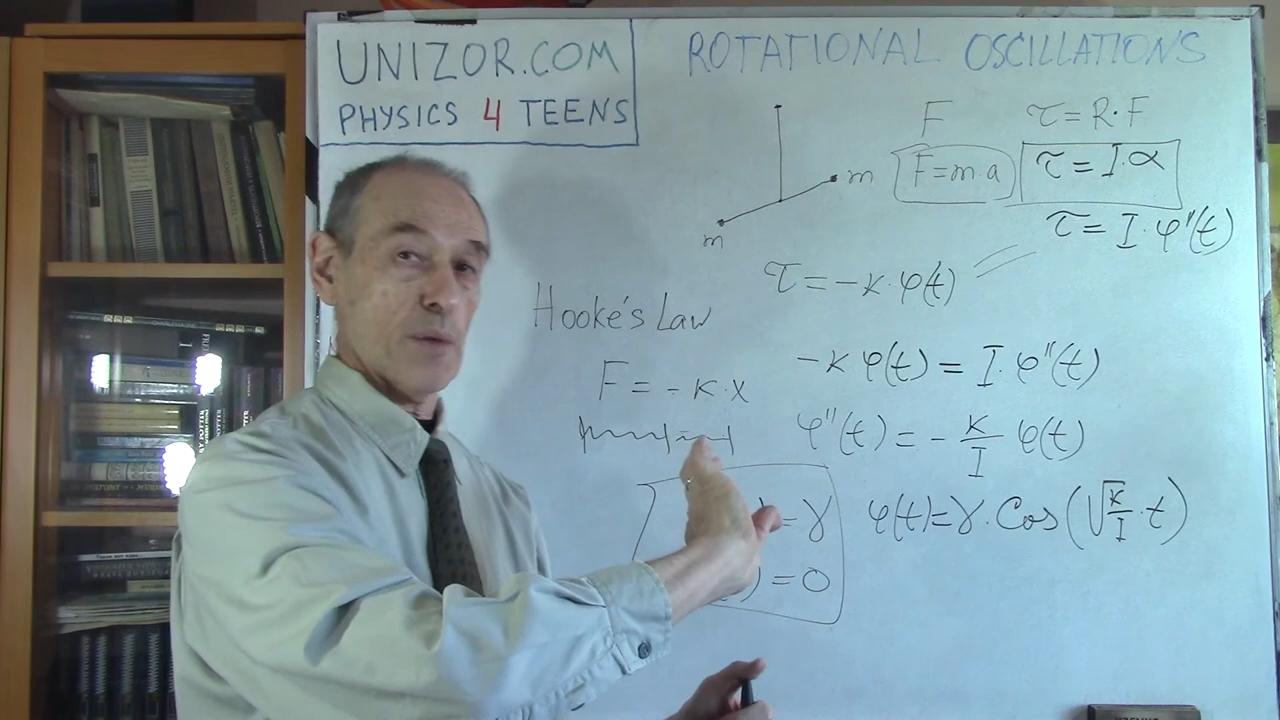 UNIZOR.COM
PHYSICS 4 TEENS
ROTATIONAL OSCILLATIONS
F
τ = R·F
m
m
F = m·a
τ = I·α
τ = I·φ''(t)
τ = -κ·φ(t)
Hooke's Law
F = -κ·x
-κ φ(t) = I·φ''(t)
φ''(t) = - κ/I φ(t)
= γ
φ(t) = γ·Cos(√κ/I·t)
) = 0